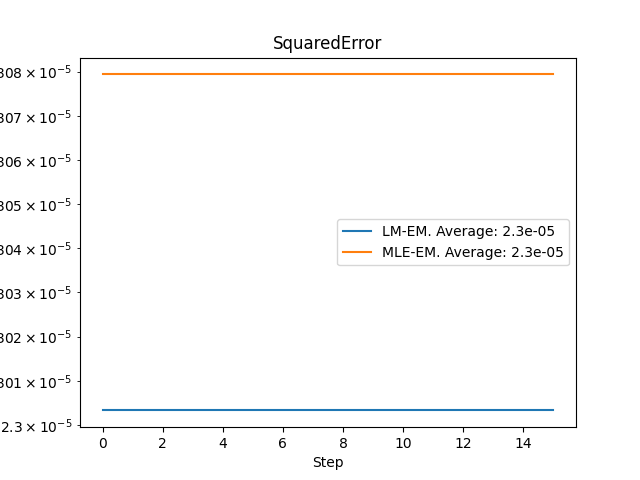 SquaredError
308 × 10⁻⁵
307 × 10⁻⁵
306 × 10⁻⁵
305 × 10⁻⁵
304 × 10⁻⁵
303 × 10⁻⁵
302 × 10⁻⁵
301 × 10⁻⁵
2.3 × 10⁻⁵
LM-EM. Average: 2.3e-05
MLE-EM. Average: 2.3e-05
0 2 4 6 8 10 12 14
Step